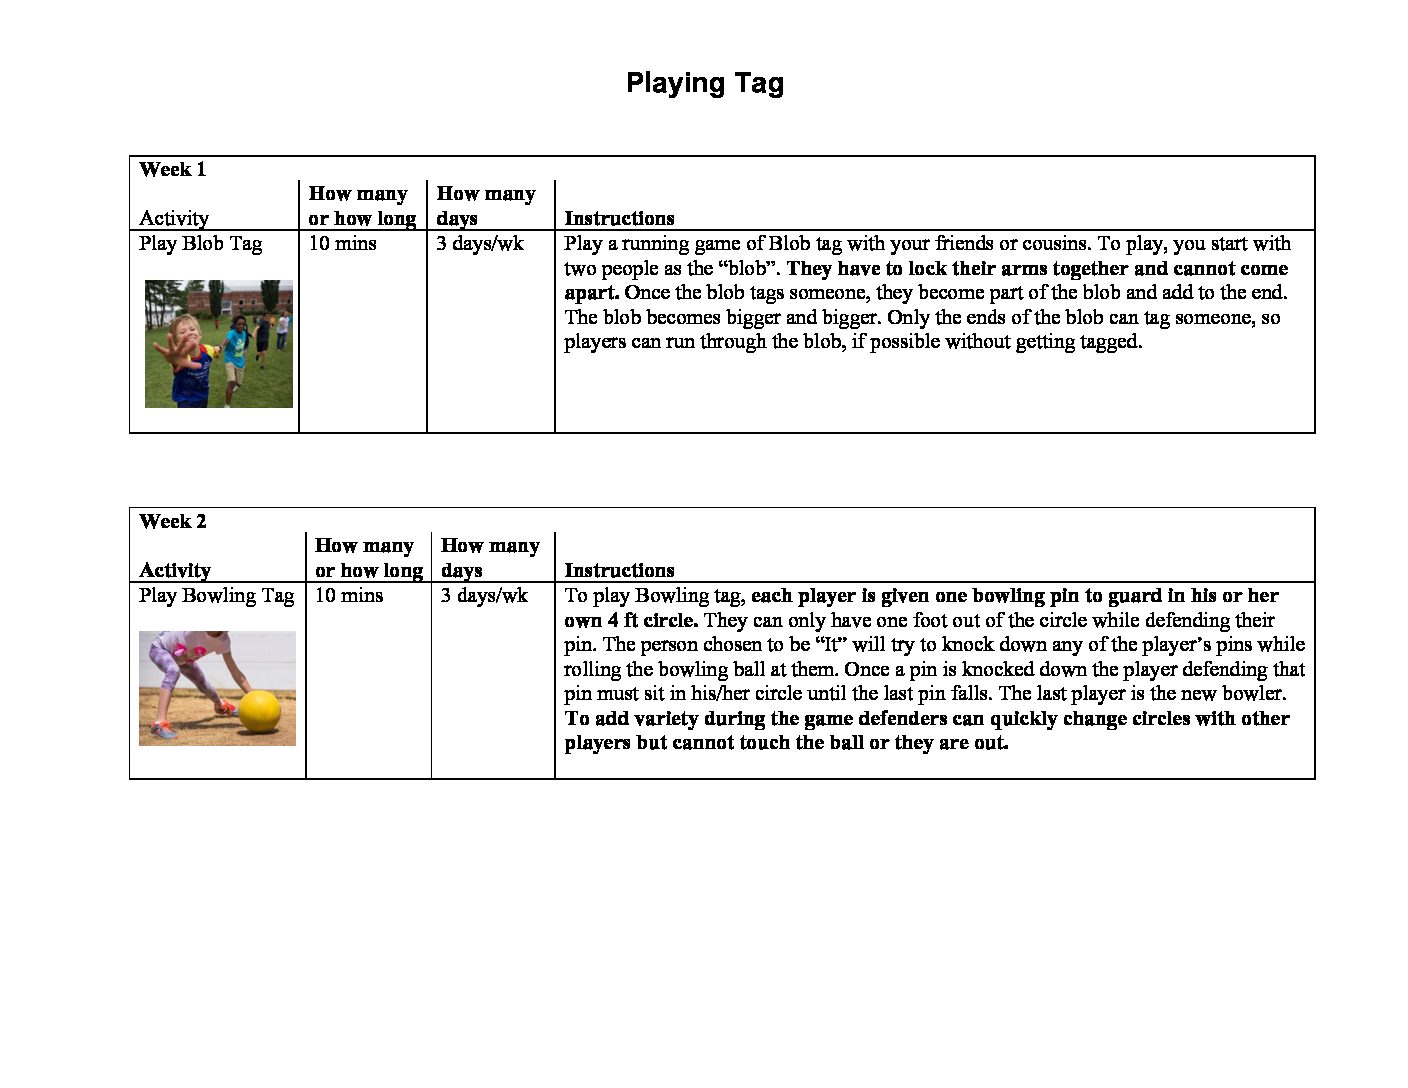 Playing Tag
Week 1
Activity
How many
or how long
How many
days
Instructions
Play Blob Tag
10 mins
3 days/wk
Play a running game of Blob tag with your friends or cousins. To play, you start with
two people as the “blob”. They have to lock their arms together and cannot come
apart. Once the blob tags someone, they become part of the blob and add to the end.
The blob becomes bigger and bigger. Only the ends of the blob can tag someone, so
players can run through the blob, if possible without getting tagged.
Week 2
Activity
How many
or how long
How many
days
Instructions
Play Bowling Tag
10 mins
3 days/wk
To play Bowling tag, each player is given one bowling pin to guard in his or her
own 4 ft circle. They can only have one foot out of the circle while defending their
pin. The person chosen to be “It” will try to knock down any of the player’s pins while
rolling the bowling ball at them. Once a pin is knocked down the player defending that
pin must sit in his/her circle until the last pin falls. The last player is the new bowler.
To add variety during the game defenders can quickly change circles with other
players but cannot touch the ball or they are out.